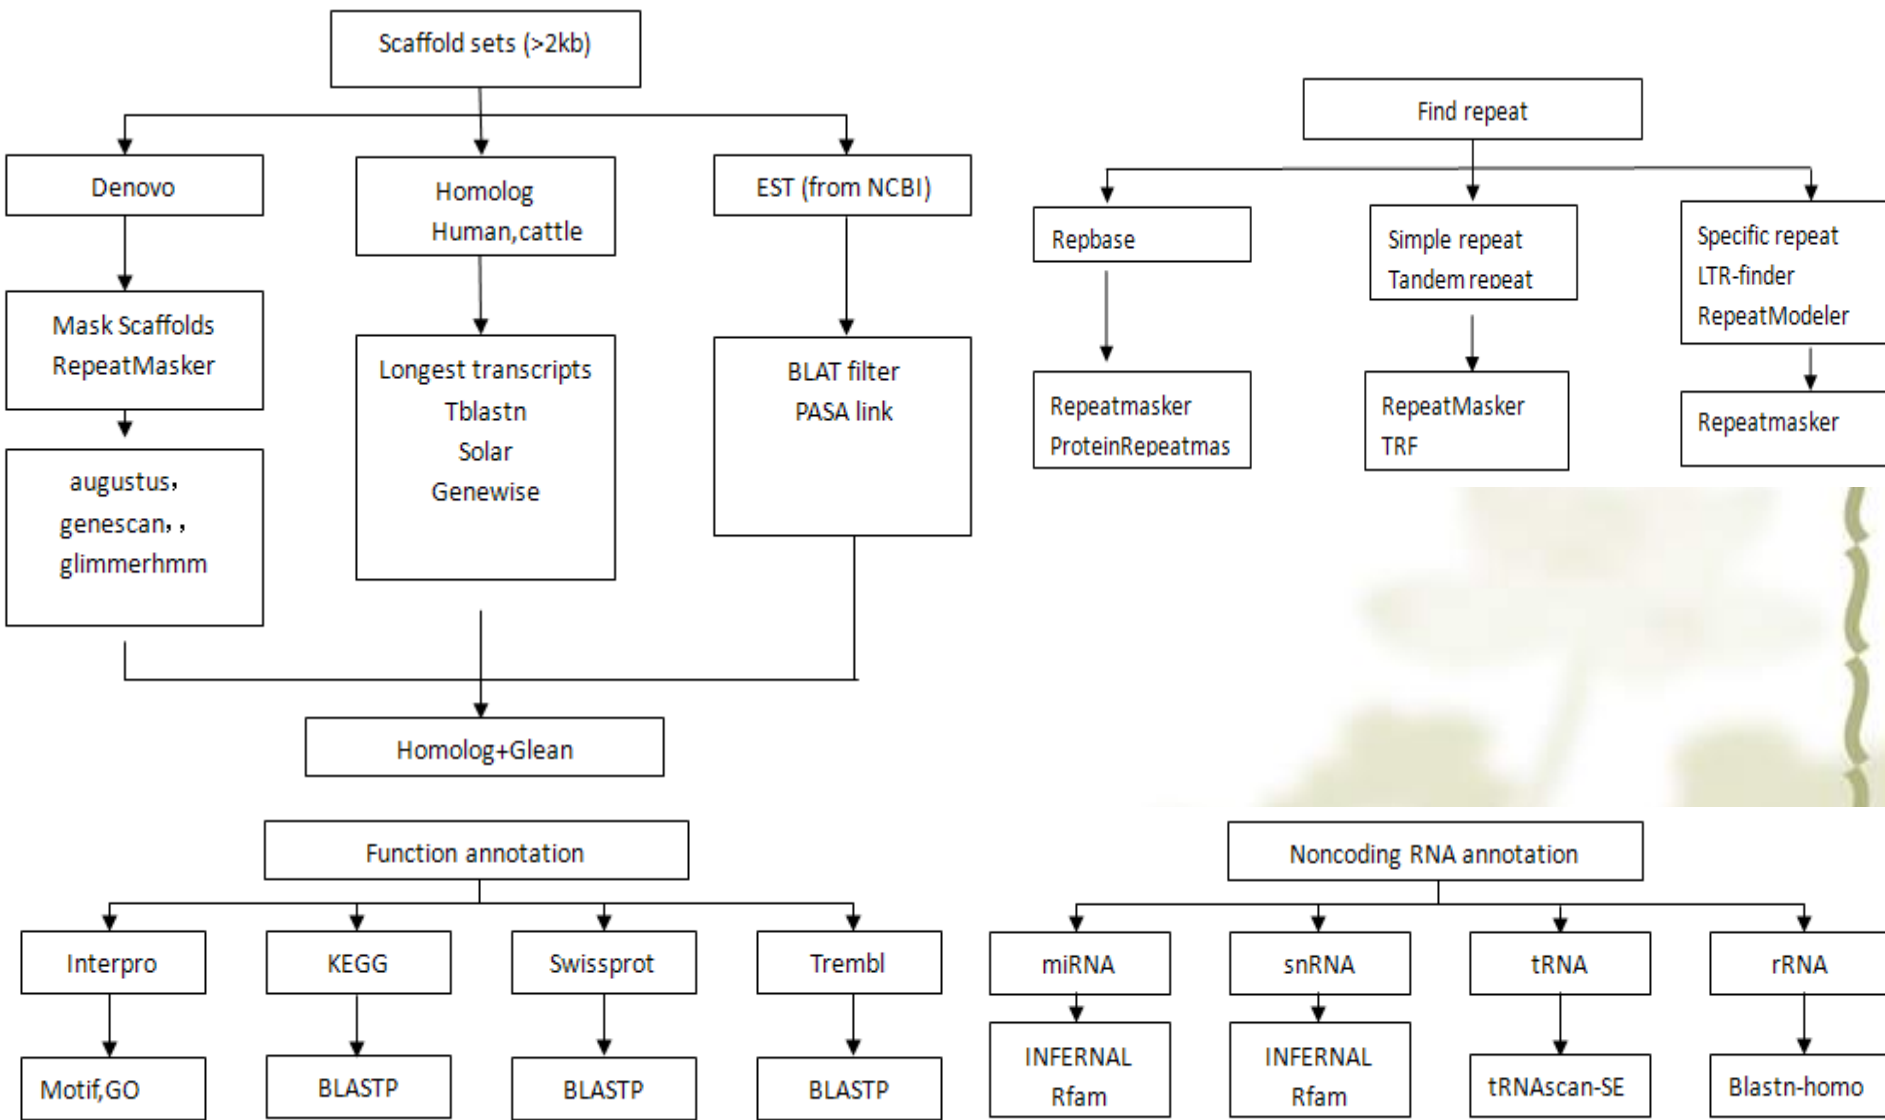 Scaffold sets (>2kb)
Denovo
Homolog
Human,cattle
EST (from NCBI)
Mask Scaffolds
RepeatMasker
Longest transcripts
Tblastn
Solar
Genewise
BLAT filter
PASA link
augustus，
genescan，，
glimmerhmm
Homolog+Glean
Find repeat
Repbase
Simple repeat
Tandem repeat
Specific repeat
LTR-finder
RepeatModeler
Repeatmasker
ProteinRepeatmas
RepeatMasker
TRF
Repeatmasker
Function annotation
Interpro
KEGG
Swissprot
Trembl
Motif,GO
BLASTP
BLASTP
BLASTP
Noncoding RNA annotation
miRNA
snRNA
tRNA
rRNA
INFERNAL
Rfam
INFERNAL
Rfam
tRNAscan-SE
Blastn-homo